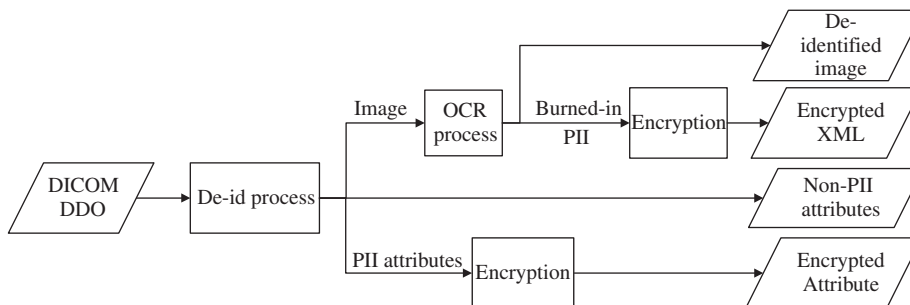 De-
identified
image
Image
OCR
process
Burned-in
PII
Encryption
Encrypted
XML
DICOM
DDO
De-id process
Non-PII
attributes
PII attributes
Encryption
Encrypted
Attribute